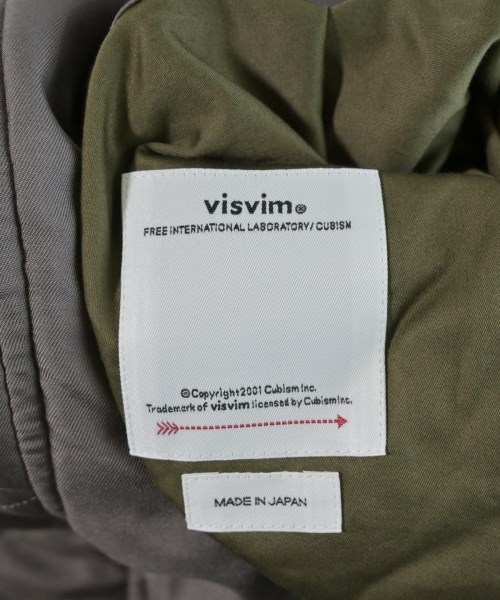 visvim®
FREE INTERNATIONAL LABORATORY/CUBISM
©Copyright2001 Cubism Inc.
Trademark of visvim licensed by Cubism Inc.
MADE IN JAPAN